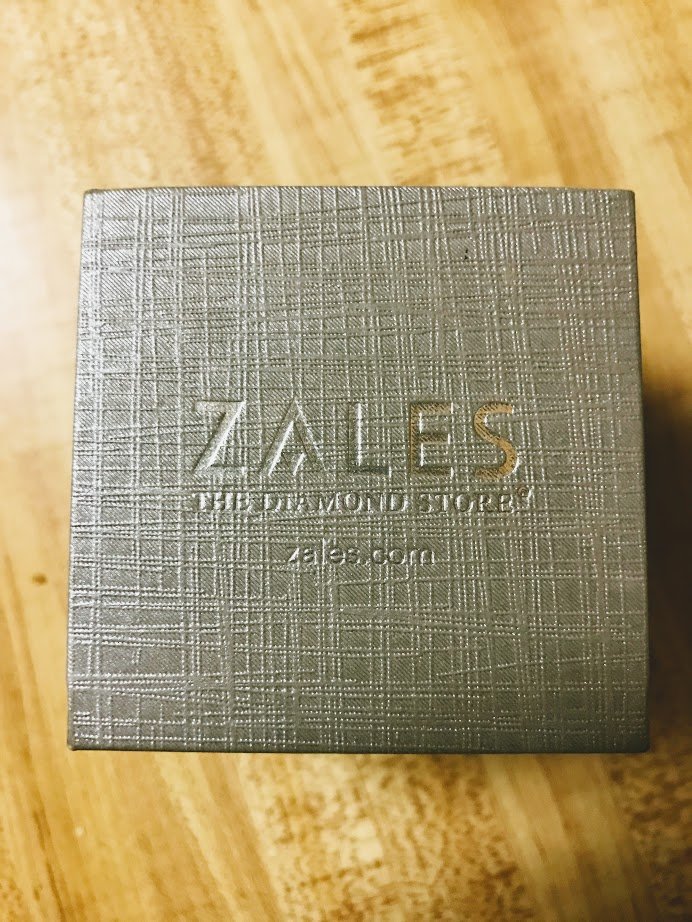 ZALES
THE DIAMOND STORE®
zales.com